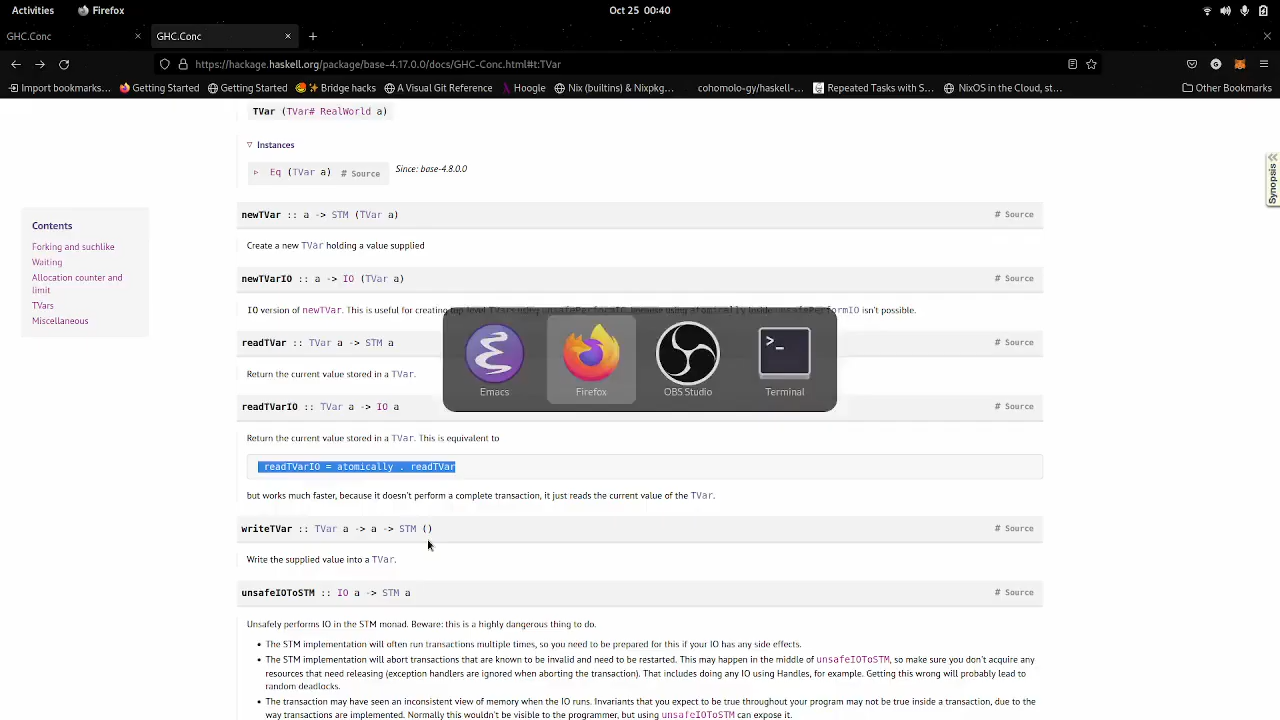 Activities
Firefox
Oct 25 00:40
GHC.Conc
GHC.Conc
https://hackage.haskell.org/package/base-4.17.0.0/docs/GHC-Conc.html#t:TVar
Import bookmarks...
Getting Started
Getting Started
Bridge hacks
A Visual Git Reference
Hoogle
Nix (builtins) & Nixpkg...
cohomolo-gy/haskell-...
Repeated Tasks with S...
NixOS in the Cloud, st...
Other Bookmarks
TVar (TVar# RealWorld a)
Instances
Eq (TVar a) # Source
Since: base-4.8.0.0
Synopsis
newTVar :: a -> STM (TVar a)
# Source
Contents
Forking and suchlike
Waiting
Allocation counter and
limit
TVars
Miscellaneous
Create a new TVar holding a value supplied
newTVarIO :: a -> IO (TVar a)
# Source
IO version of newTVar. This is useful for creating top-level TVars using unsafePerformIO, because using atomically inside unsafePerformIO isn't possible.
readTVar :: TVar a -> STM a
# Source
Return the current value stored in a TVar.
Emacs
Firefox
OBS Studio
Terminal
readTVarIO :: TVar a -> IO a
# Source
Return the current value stored in a TVar. This is equivalent to
readTVarIO = atomically . readTVar
but works much faster, because it doesn't perform a complete transaction, it just reads the current value of the TVar.
writeTVar :: TVar a -> a -> STM ()
# Source
Write the supplied value into a TVar.
unsafeIOToSTM :: IO a -> STM a
# Source
Unsafely performs IO in the STM monad. Beware: this is a highly dangerous thing to do.
• The STM implementation will often run transactions multiple times, so you need to be prepared for this if your IO has any side effects.
• The STM implementation will abort transactions that are known to be invalid and need to be restarted. This may happen in the middle of unsafeIOToSTM, so make sure you don't acquire any
resources that need releasing (exception handlers are ignored when aborting the transaction). That includes doing any IO using Handles, for example. Getting this wrong will probably lead to
random deadlocks.
• The transaction may have seen an inconsistent view of memory when the IO runs. Invariants that you expect to be true throughout your program may not be true inside a transaction, due to the
way transactions are implemented. Normally this wouldn't be visible to the programmer, but using unsafeIOToSTM can expose it.